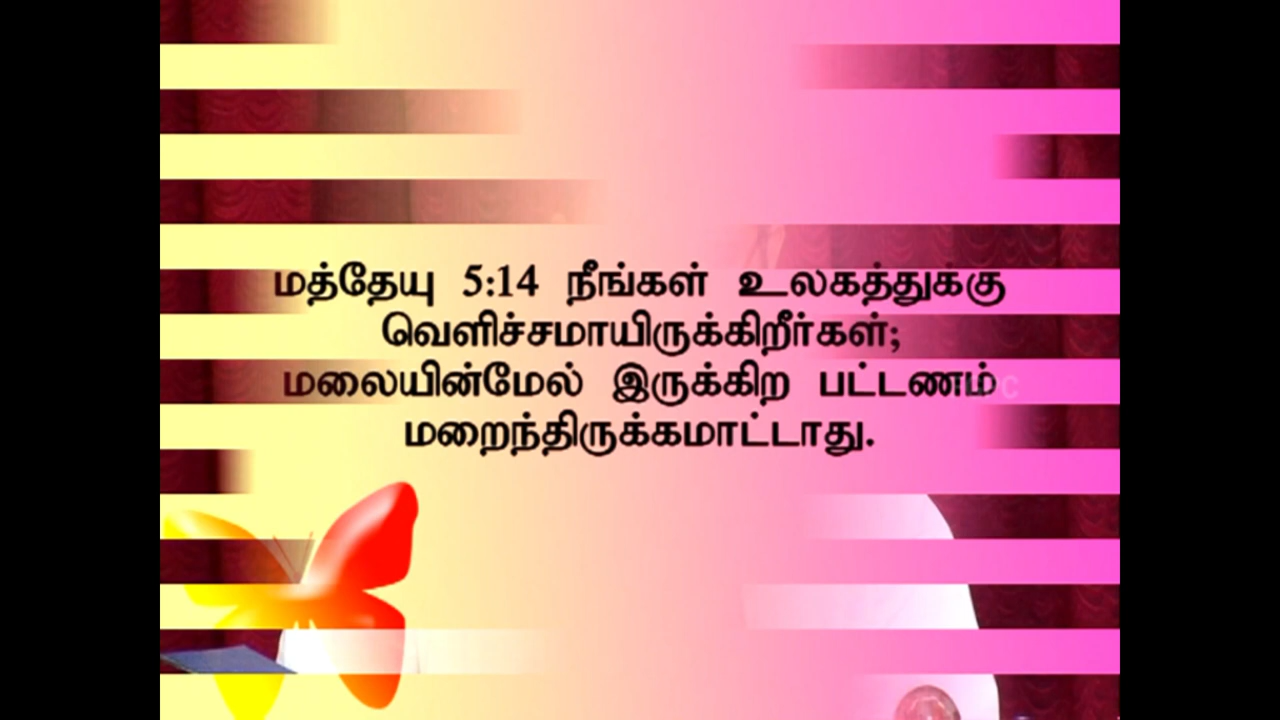 மத்தேயு 5:14 நீங்கள் உலகத்துக்கு
வெளிச்சமாயிருக்கிறீர்கள்;
மலையின்மேல் இருக்கிற பட்டணம்
மறைந்திருக்கமாட்டாது.